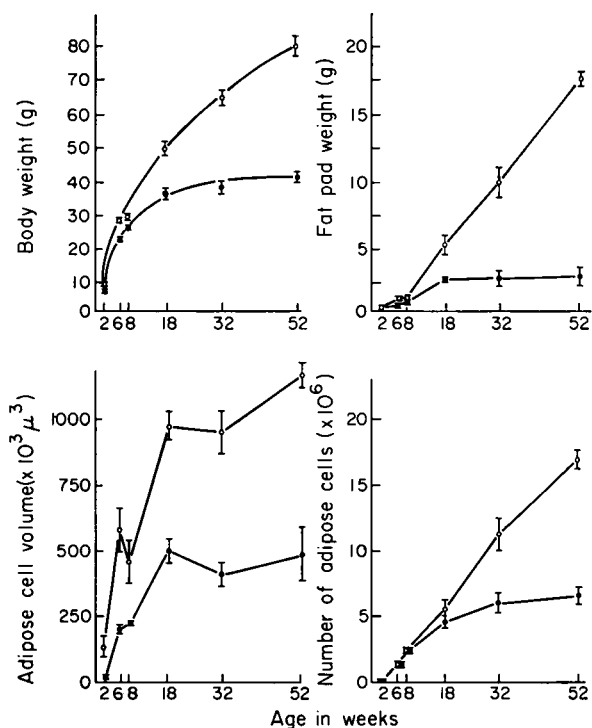 Body weight (g)
80
70
60
50
40
30
20
10
0
2 6 8 18 32 52
Fat pad weight (g)
20
15
10
5
0
2 6 8 18 32 52
Adipose cell volume(x 10³ μ³)
1000
750
500
250
0
2 6 8 18 32 52
Number of adipose cells (x10⁶)
20
15
10
5
0
2 6 8 18 32 52
Age in weeks